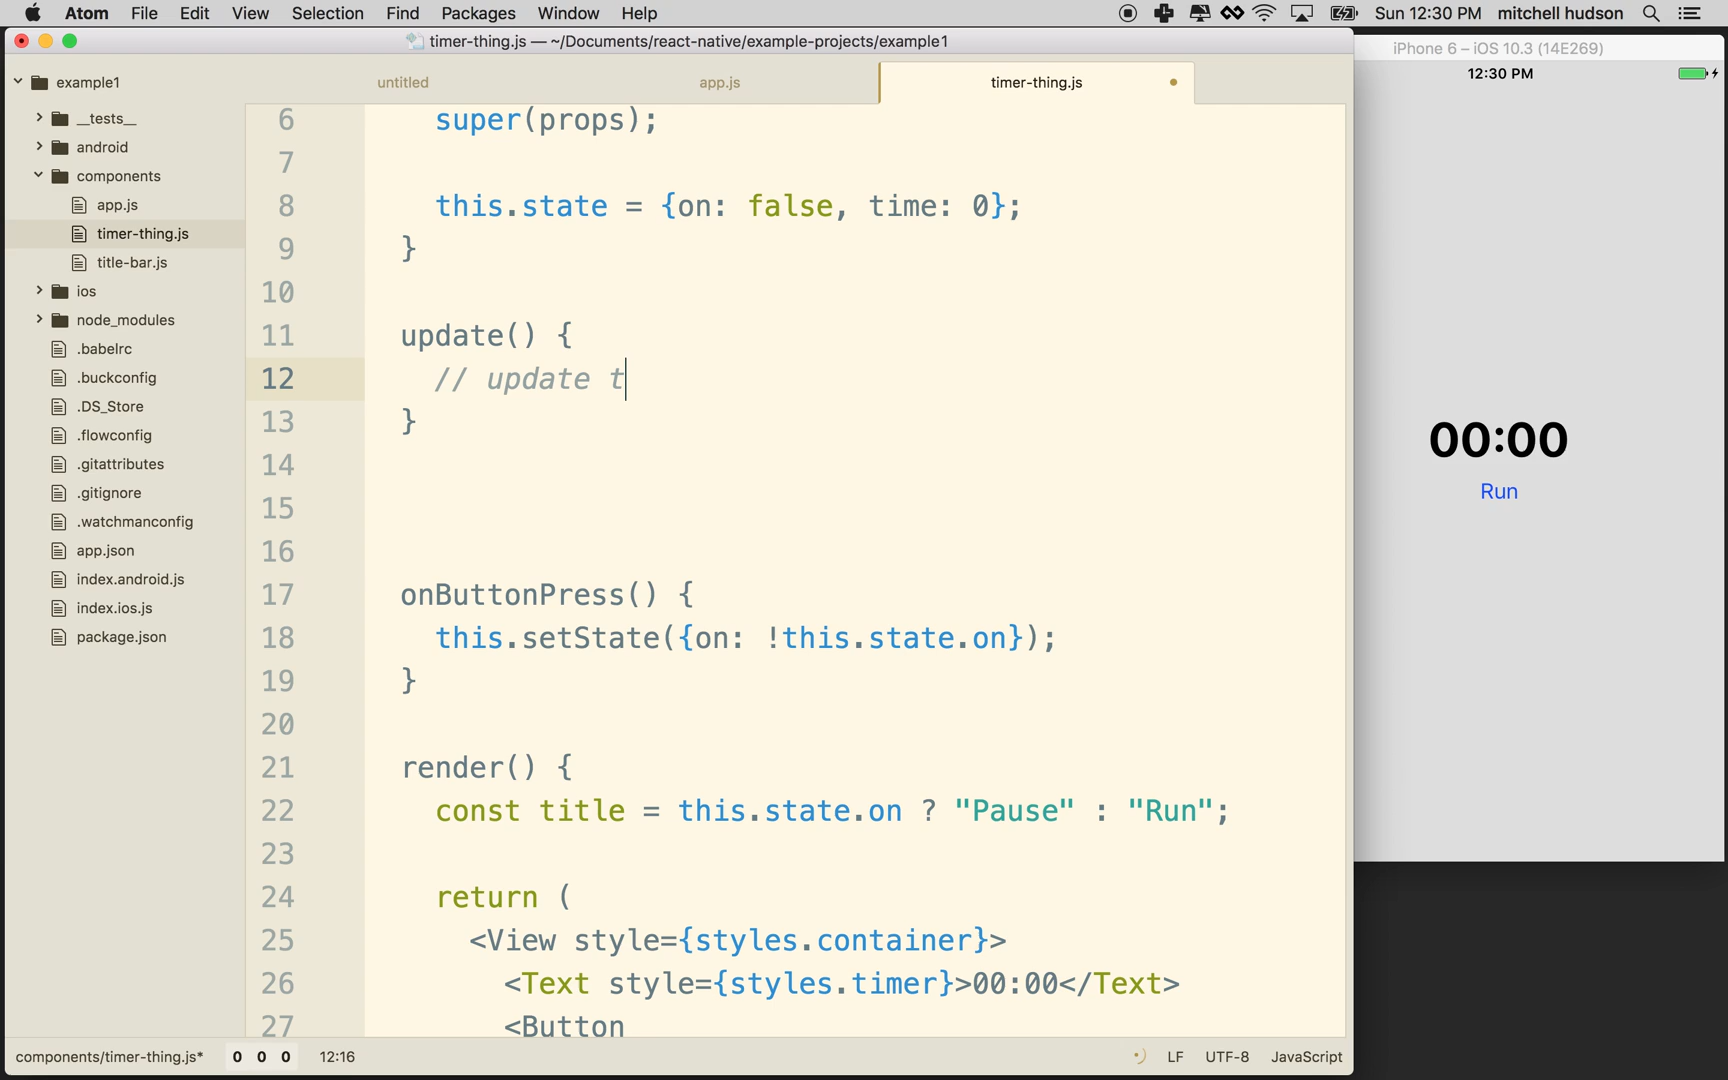 Atom File Edit View Selection Find Packages Window Help Sun 12:30 PM mitchell hudson
timer-thing.js — ~/Documents/react-native/example-projects/example1
iPhone 6 – iOS 10.3 (14E269)
12:30 PM
example1
__tests__
android
components
app.js
timer-thing.js
title-bar.js
ios
node_modules
.babelrc
.buckconfig
.DS_Store
.flowconfig
.gitattributes
.gitignore
.watchmanconfig
app.json
index.android.js
index.ios.js
package.json
untitled app.js timer-thing.js
6 super(props);
7
8 this.state = {on: false, time: 0};
9 }
10
11 update() {
12 // update t
13 }
14
15
16
17 onButtonPress() {
18 this.setState({on: !this.state.on});
19 }
20
21 render() {
22 const title = this.state.on ? "Pause" : "Run";
23
24 return (
25 <View style={styles.container}>
26 <Text style={styles.timer}>00:00</Text>
27 <Button
00:00
Run
components/timer-thing.js* 0 0 0 12:16 LF UTF-8 JavaScript